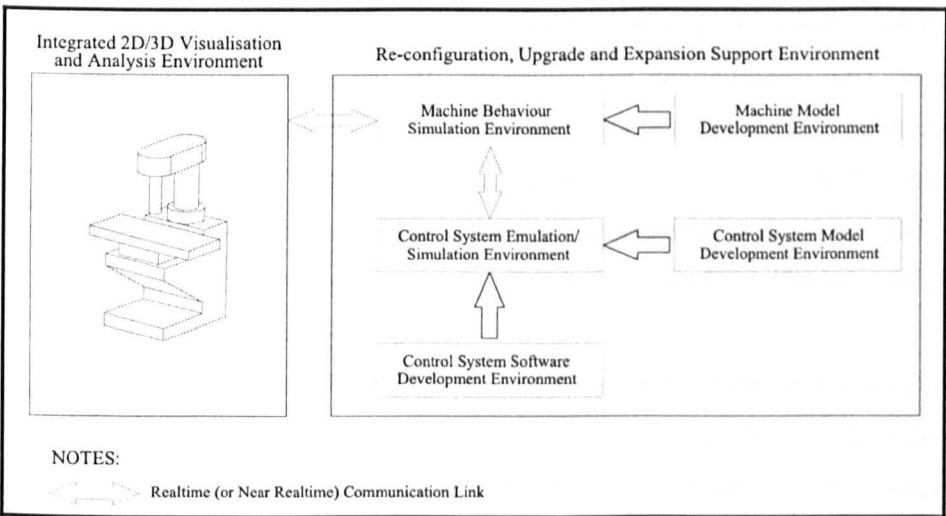 Integrated 2D/3D Visualisation
and Analysis Environment
Re-configuration, Upgrade and Expansion Support Environment
Machine Behaviour
Simulation Environment
Machine Model
Development Environment
Control System Emulation/
Simulation Environment
Control System Model
Development Environment
Control System Software
Development Environment
NOTES:
Realtime (or Near Realtime) Communication Link